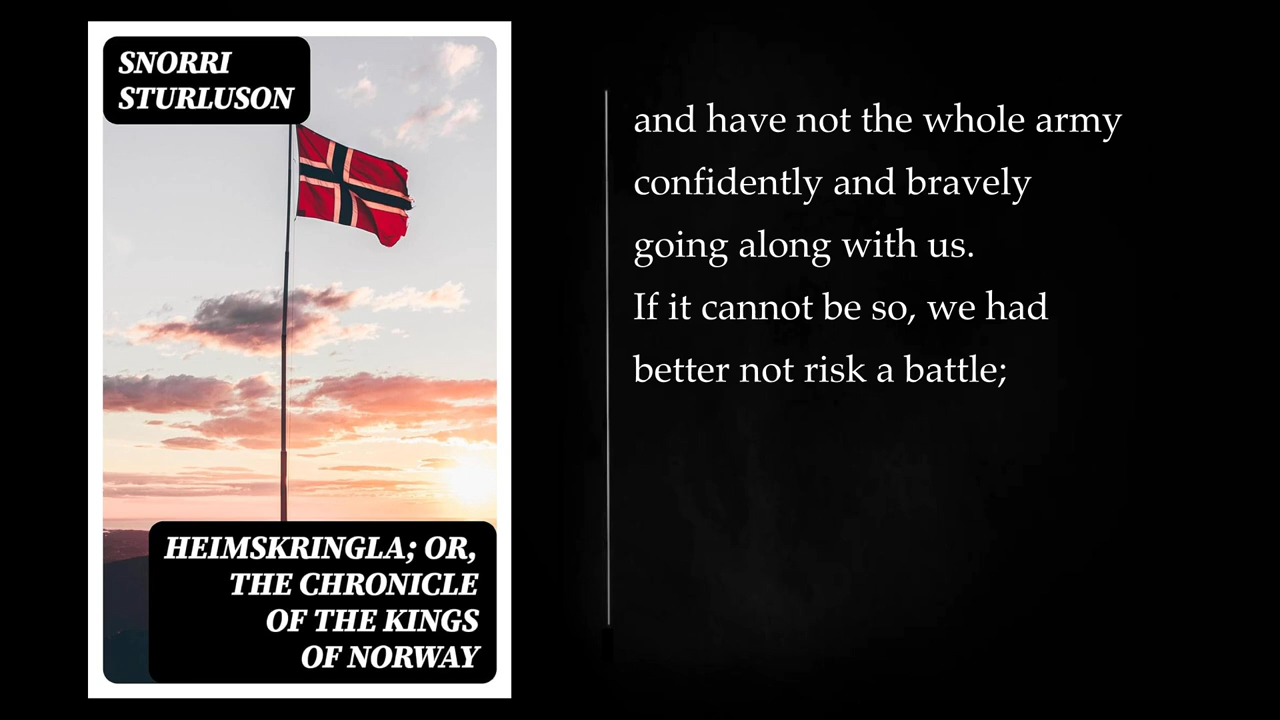 SNORRI
STURLUSON
HEIMSKRINGLA; OR,
THE CHRONICLE
OF THE KINGS
OF NORWAY
and have not the whole army
confidently and bravely
going along with us.
If it cannot be so, we had
better not risk a battle;